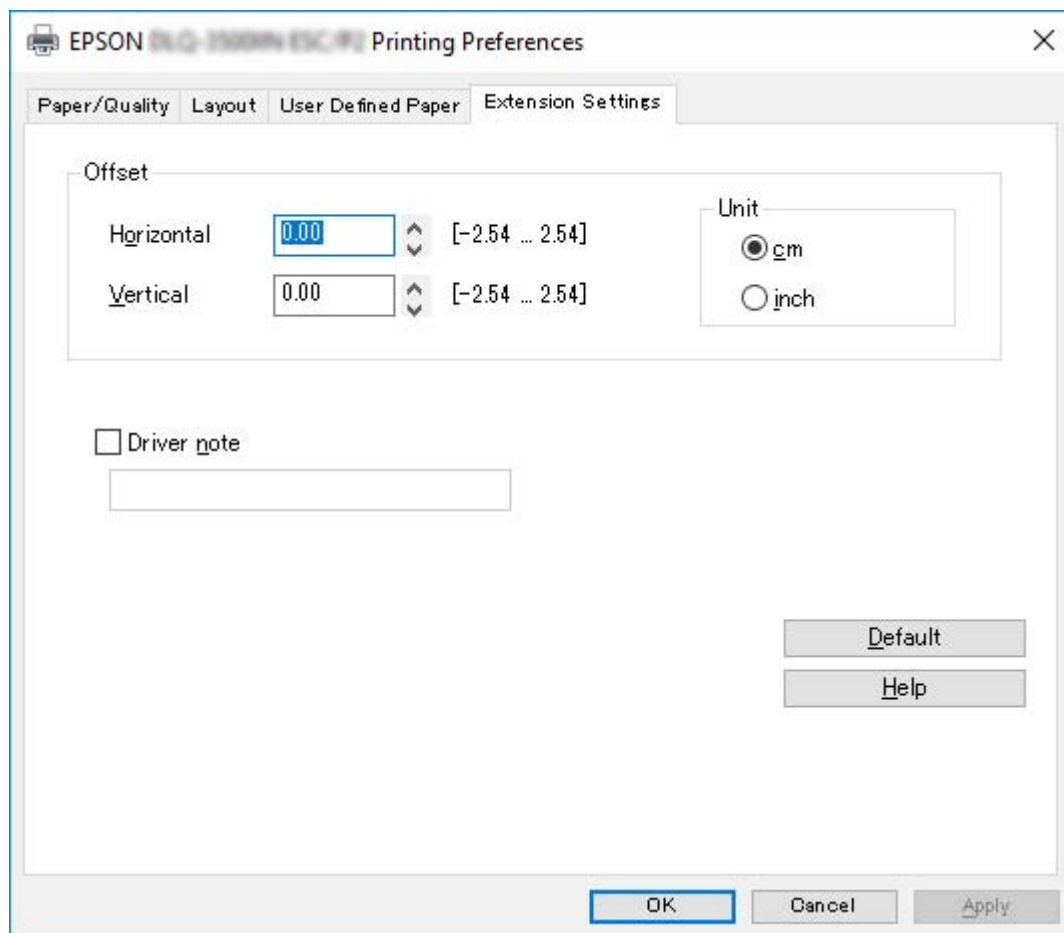 EPSON Printing Preferences
Paper/Quality Layout User Defined Paper Extension Settings
Offset
Horizontal 0.00 [-2.54 ... 2.54]
Vertical 0.00 [-2.54 ... 2.54]
Unit
cm
inch
Driver note
Default
Help
OK Cancel Apply